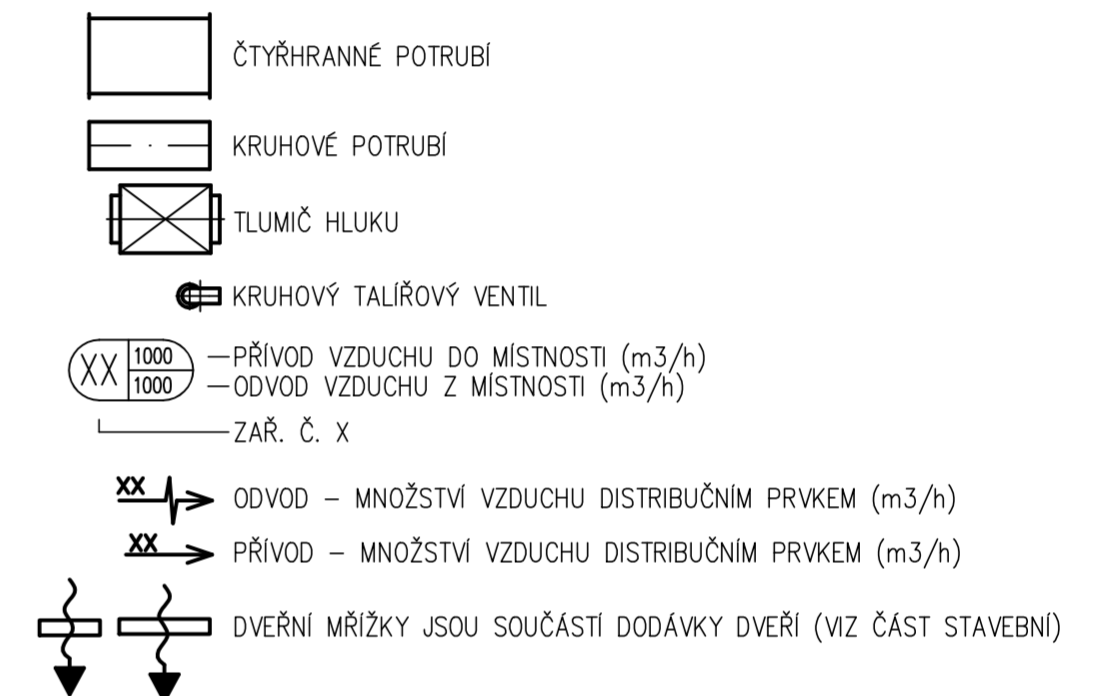 ČTYŘHRANNÉ POTRUBÍ
KRUHOVÉ POTRUBÍ
TLUMIČ HLUKU
KRUHOVÝ TALÍŘOVÝ VENTIL
XX 1000 PŘÍVOD VZDUCHU DO MÍSTNOSTI (m3/h)
1000 ODVOD VZDUCHU Z MÍSTNOSTI (m3/h)
ZAŘ. Č. X
XX ODVOD – MNOŽSTVÍ VZDUCHU DISTRIBUČNÍM PRVKEM (m3/h)
XX PŘÍVOD – MNOŽSTVÍ VZDUCHU DISTRIBUČNÍM PRVKEM (m3/h)
DVEŘNÍ MŘÍŽKY JSOU SOUČÁSTÍ DODÁVKY DVEŘÍ (VIZ ČÁST STAVEBNÍ)